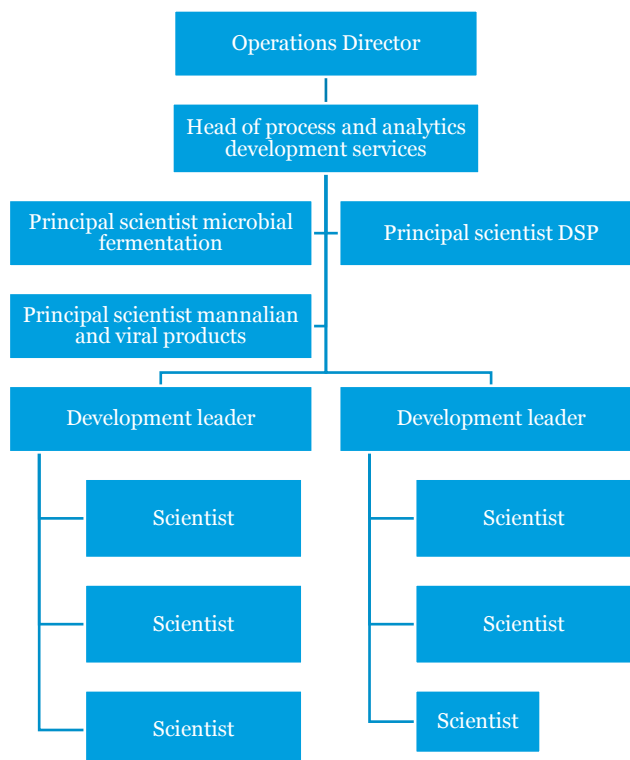 Operations Director
Head of process and analytics
development services
Principal scientist microbial
fermentation
Principal scientist DSP
Principal scientist mannalian
and viral products
Development leader
Development leader
Scientist
Scientist
Scientist
Scientist
Scientist
Scientist